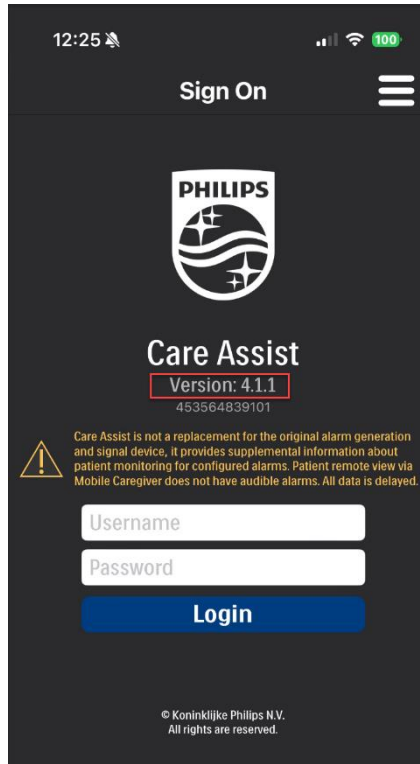 12:25
100
Sign On
PHILIPS
Care Assist
Version: 4.1.1
453564839101
Care Assist is not a replacement for the original alarm generation
and signal device, it provides supplemental information about
patient monitoring for configured alarms. Patient remote view via
Mobile Caregiver does not have audible alarms. All data is delayed.
Username
Password
Login
© Koninklijke Philips N.V.
All rights are reserved.